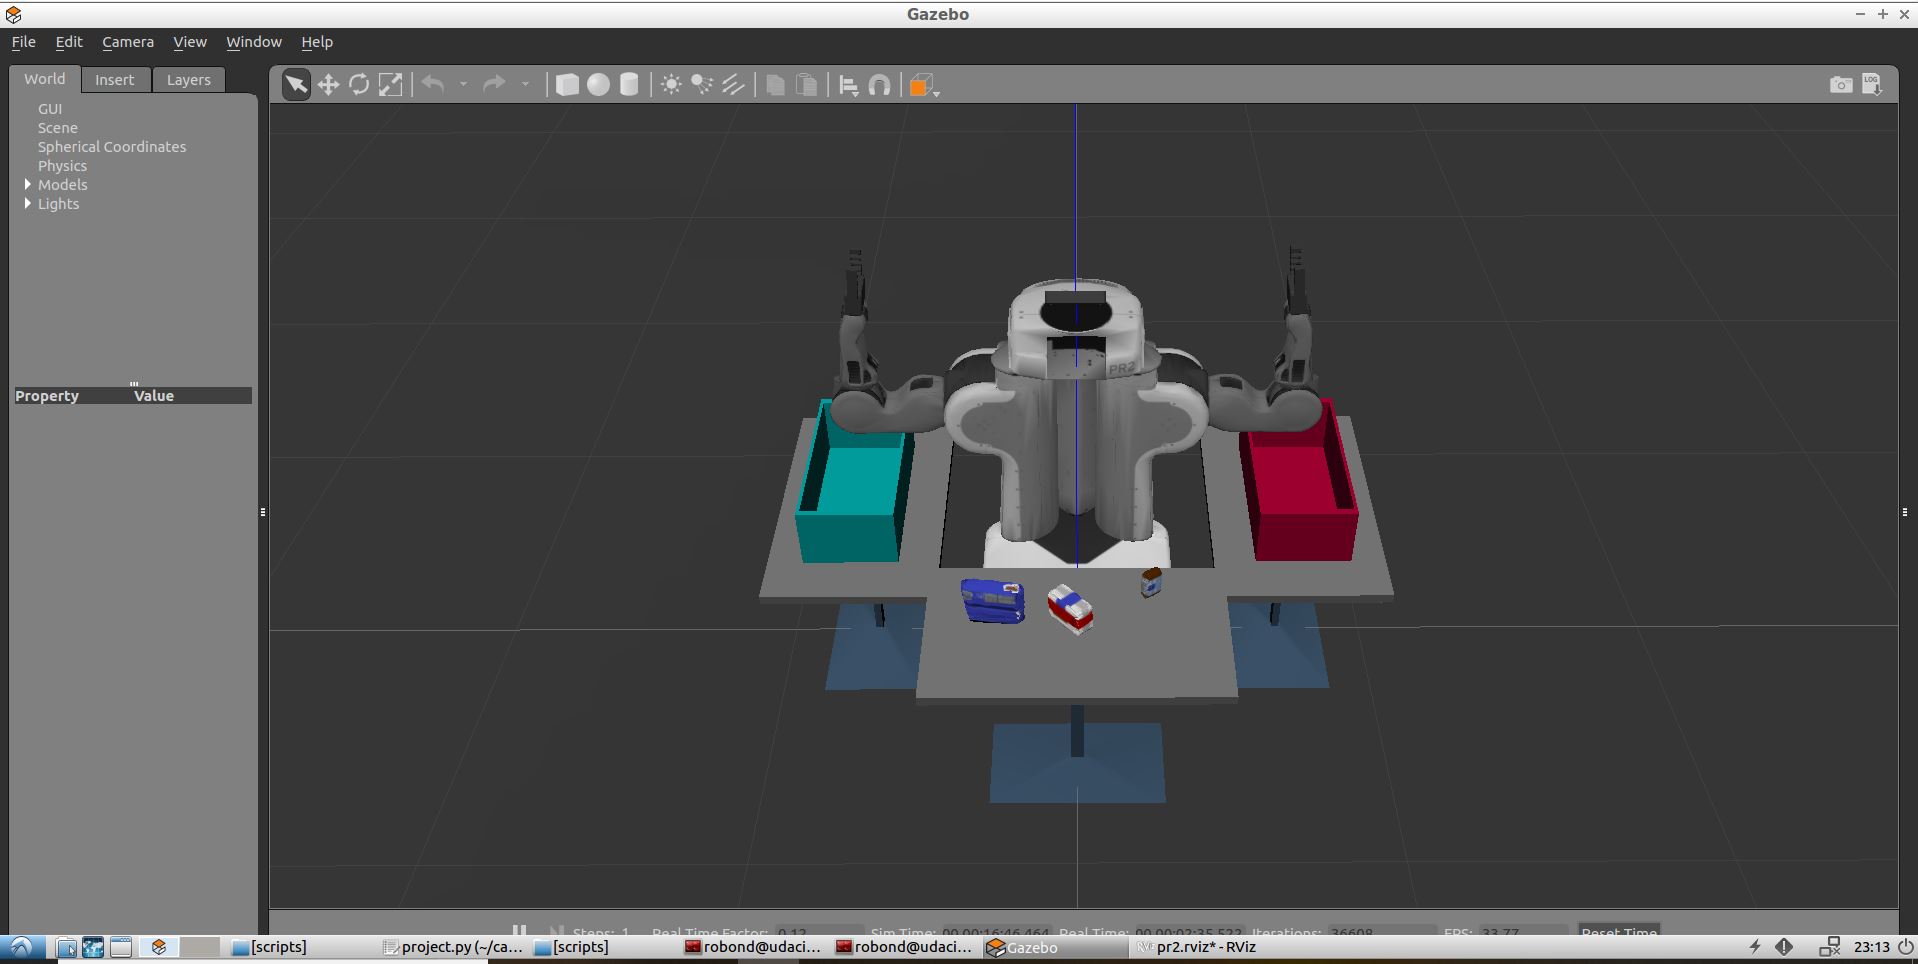 Gazebo
File Edit Camera View Window Help
World Insert Layers
GUI
Scene
Spherical Coordinates
Physics
Models
Lights
Property Value
LOG
PR2
Steps: 1 Real Time Factor: 0.12 Sim Time: 00 00:16:46.464 Real Time: 00 00:02:35.522 Iterations: 36608 FPS: 33.77 Reset Time
[scripts] project.py (~/ca... [scripts] robond@udaci... robond@udaci... Gazebo RViz pr2.rviz* - RViz 23:13